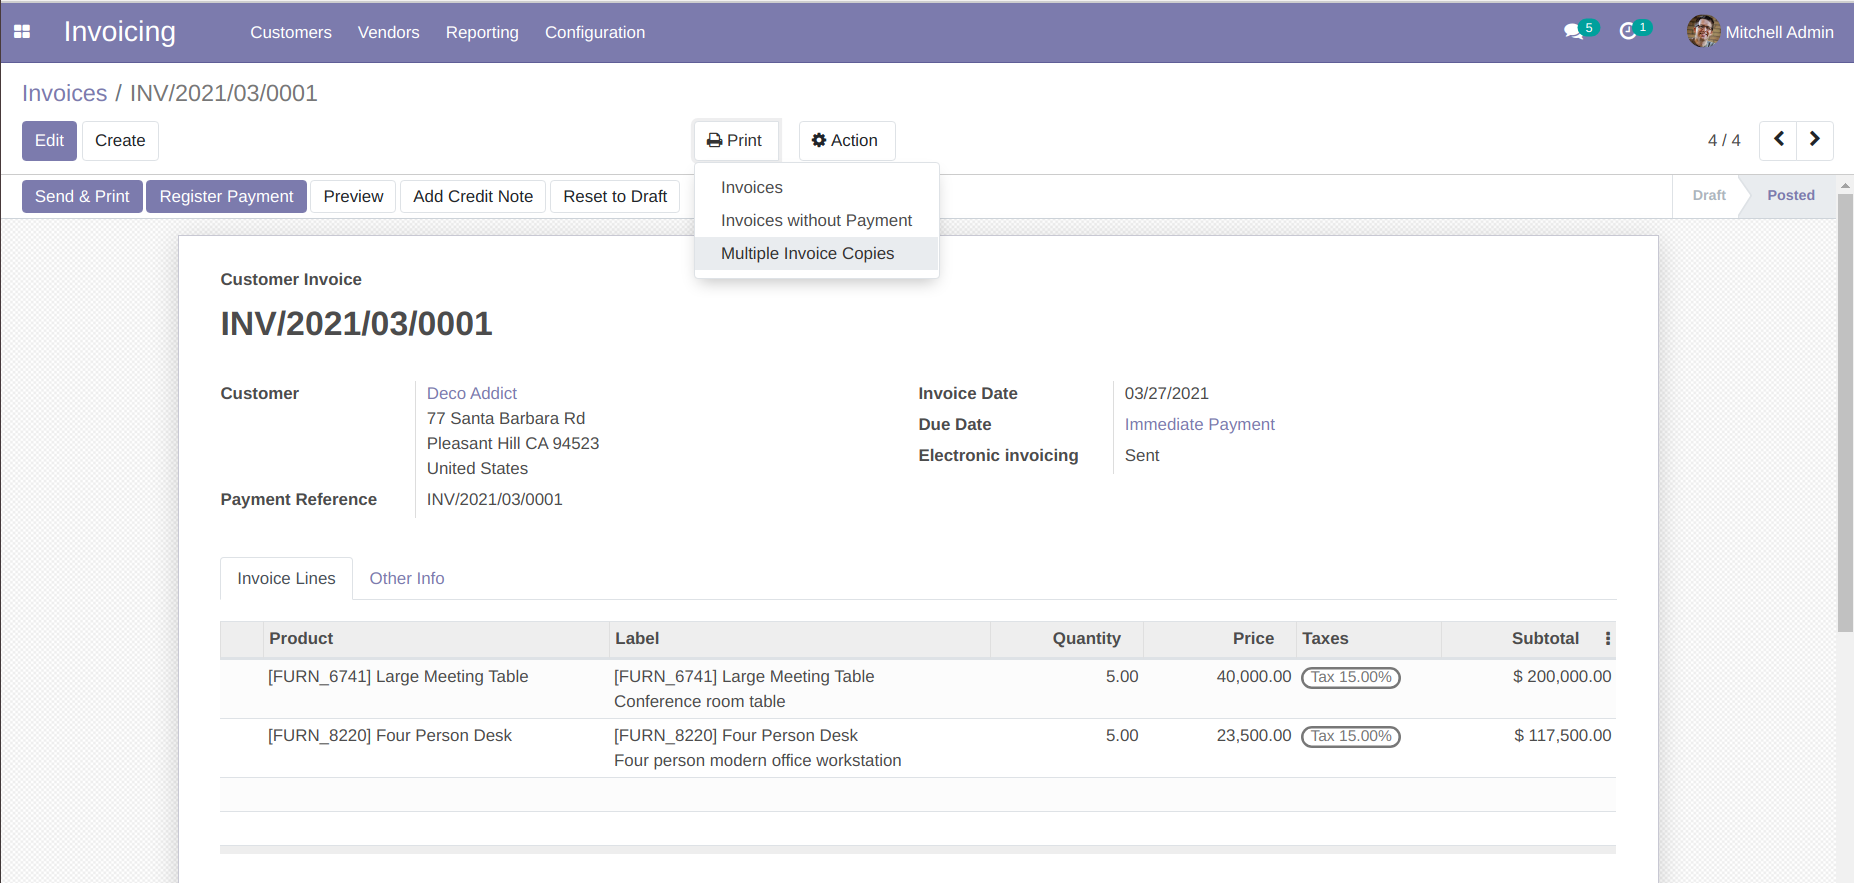 Invoicing Customers Vendors Reporting Configuration 5 1 Mitchell Admin
Invoices / INV/2021/03/0001
Edit Create Print Action 4 / 4
Send & Print Register Payment Preview Add Credit Note Reset to Draft Draft Posted
Invoices
Invoices without Payment
Multiple Invoice Copies
Customer Invoice
INV/2021/03/0001
Customer Deco Addict Invoice Date 03/27/2021
77 Santa Barbara Rd Due Date Immediate Payment
Pleasant Hill CA 94523 Electronic invoicing Sent
United States
Payment Reference INV/2021/03/0001
Invoice Lines Other Info
Product Label Quantity Price Taxes Subtotal
[FURN_6741] Large Meeting Table [FURN_6741] Large Meeting Table 5.00 40,000.00 Tax 15.00% $ 200,000.00
Conference room table
[FURN_8220] Four Person Desk [FURN_8220] Four Person Desk 5.00 23,500.00 Tax 15.00% $ 117,500.00
Four person modern office workstation